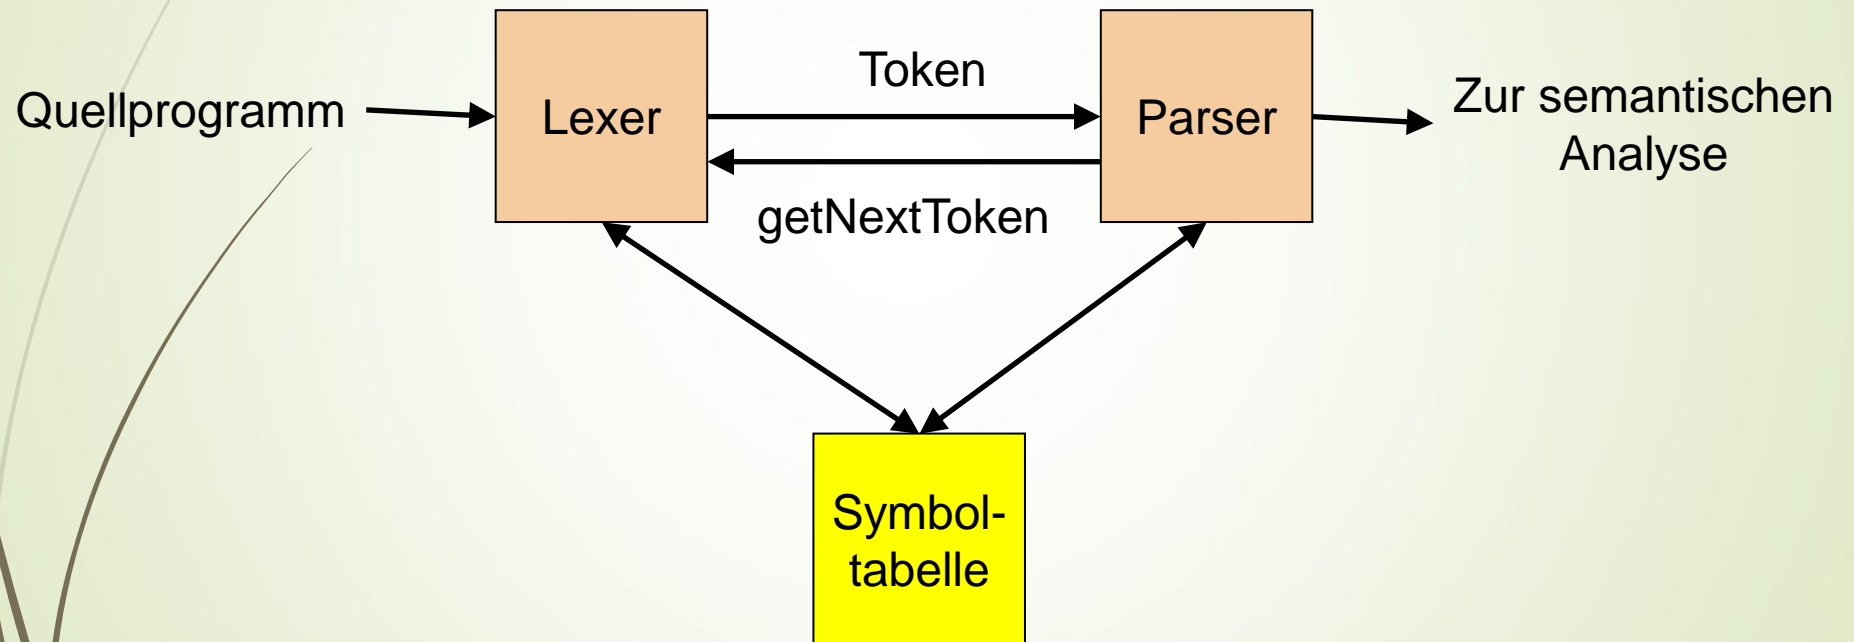 Quellprogramm
Lexer
Token
getNextToken
Parser
Zur semantischen
Analyse
Symbol-
tabelle